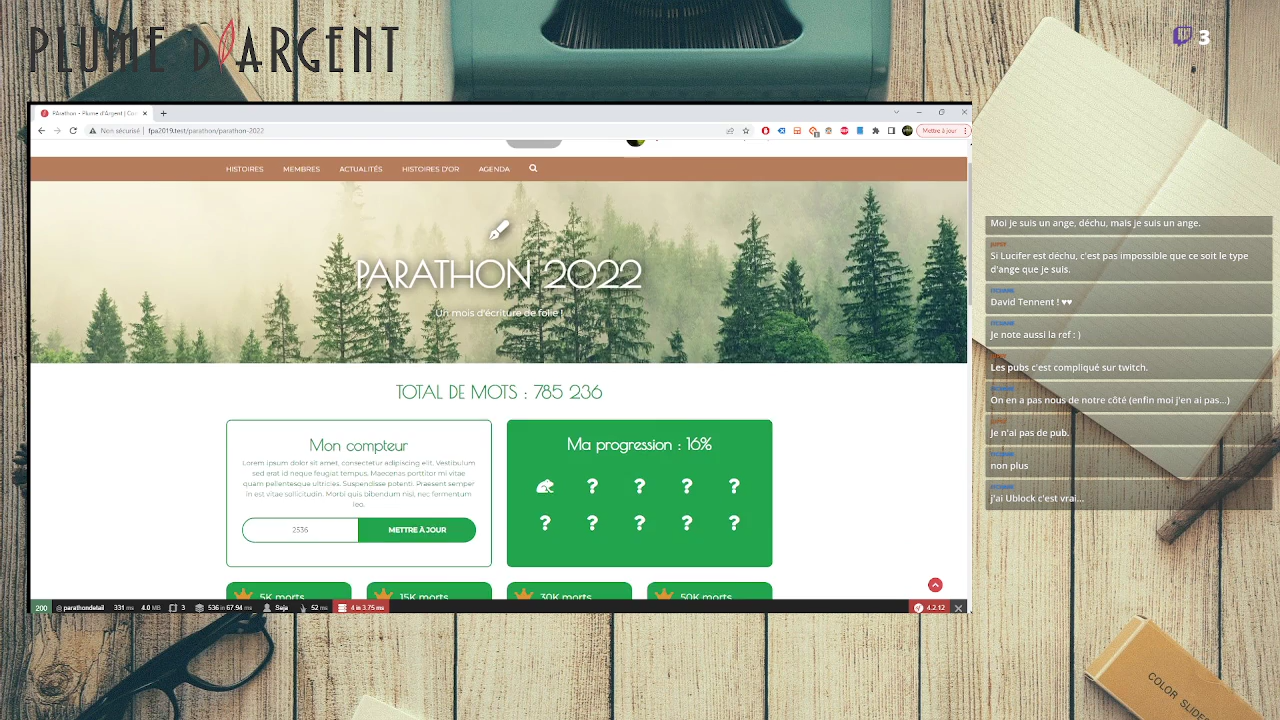 PLUME d'ARGENT
3
PArathon - Plume d'Argent | Co
Non sécurisé | fpa2019.test/parathon/parathon-2022
Mettre à jour
HISTOIRES MEMBRES ACTUALITÉS HISTOIRES D'OR AGENDA
PARATHON 2022
Un mois d'écriture de folie !
TOTAL DE MOTS : 785 236
Mon compteur
Lorem ipsum dolor sit amet, consectetur adipiscing elit. Vestibulum
sed erat id neque feugiat tempus. Maecenas porttitor mi vitae
quam pellentesque ultricies. Suspendisse potenti. Praesent semper
in est vitae sollicitudin. Morbi quis bibendum nisl, nec fermentum
leo.
2536 METTRE À JOUR
Ma progression : 16%
? ? ? ?
? ? ? ? ?
5K morts 15K morts 30K morts 50K morts
200 @ parathondetail 331 ms 4.0 MB 3 536 in 67.94 ms Seja 52 ms 4 in 3.75 ms 4.2.12
Moi je suis un ange, déchu, mais je suis un ange.
Si Lucifer est déchu, c'est pas impossible que ce soit le type
d'ange que je suis.
David Tennent ! ♥♥
Je note aussi la ref : )
Les pubs c'est compliqué sur twitch.
On en a pas nous de notre côté (enfin moi j'en ai pas...)
Je n'ai pas de pub.
non plus
j'ai Ublock c'est vrai...
COLOR SLIDES